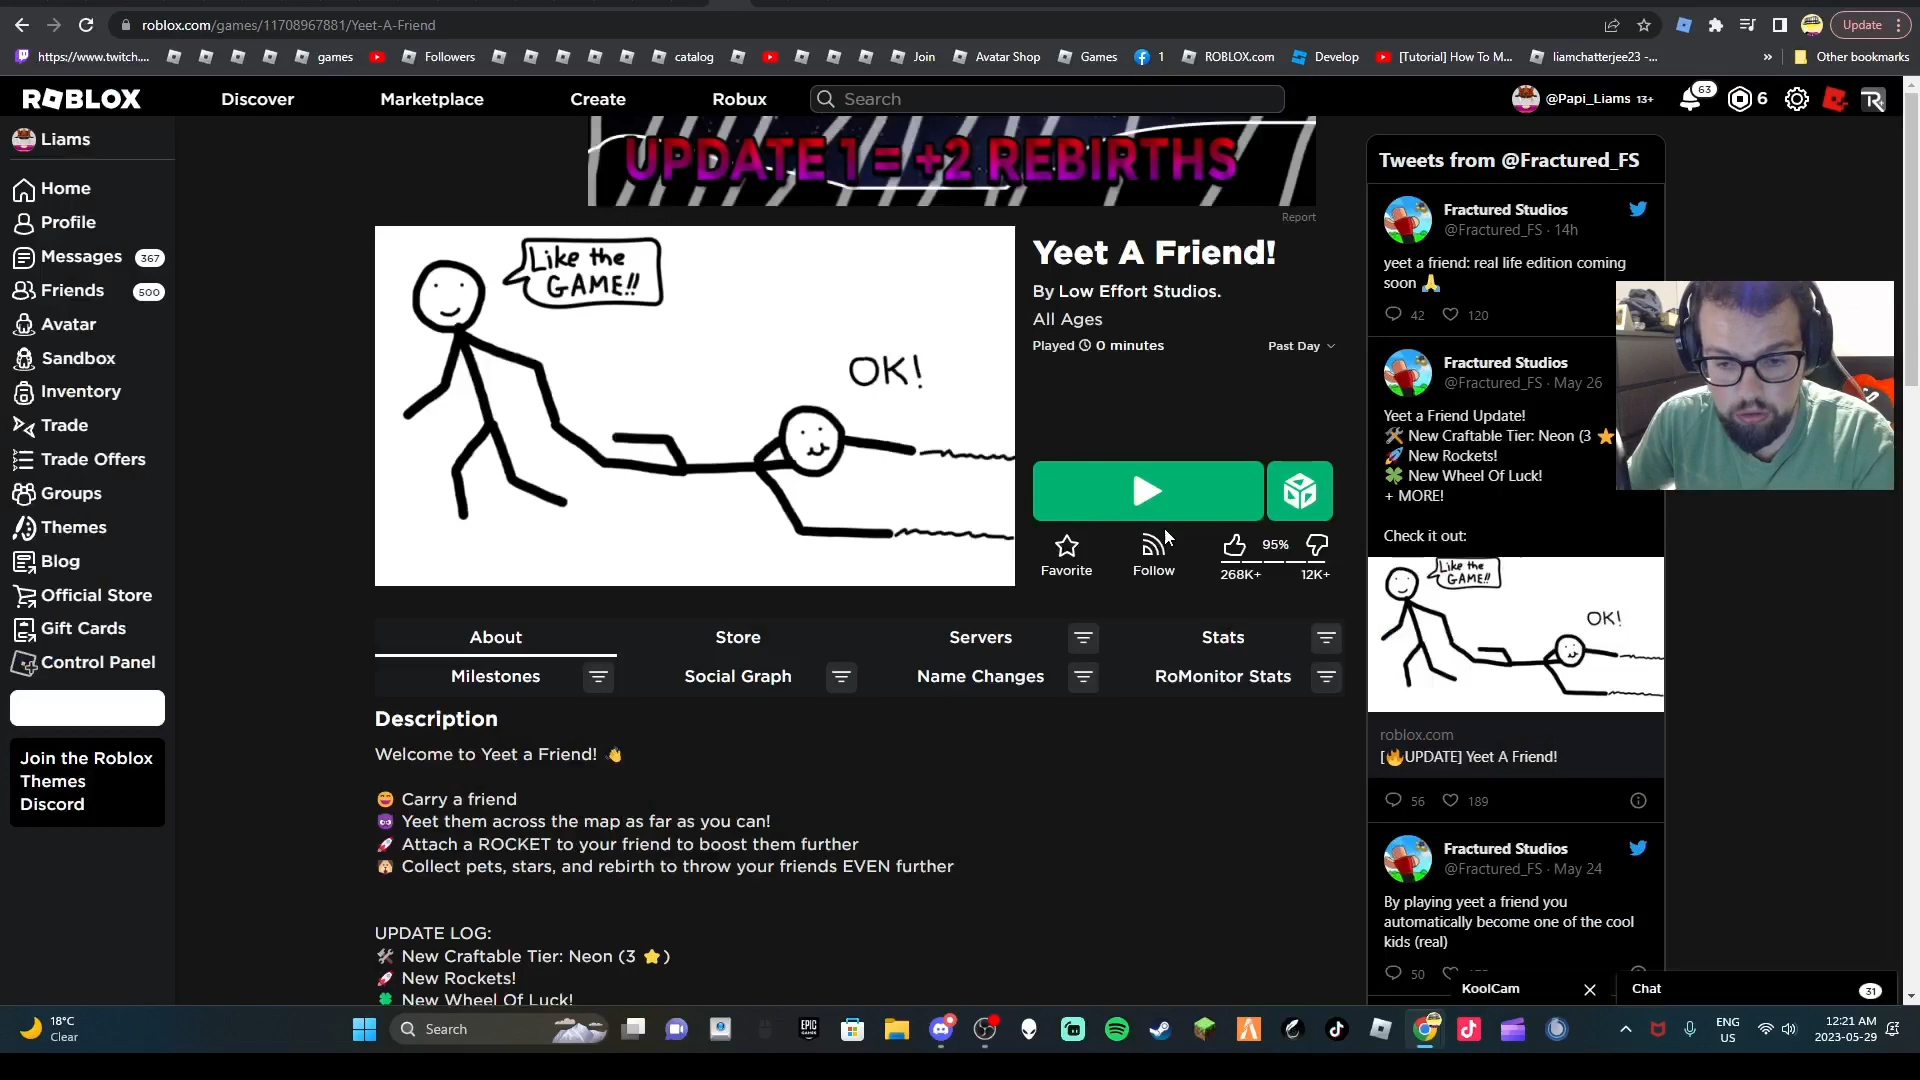 roblox.com/games/11708967881/Yeet-A-Friend
Update
https://www.twitch....
games
Followers
catalog
Join
Avatar Shop
Games
1
ROBLOX.com
Develop
[Tutorial] How To M...
liamchatterjee23 -...
»
Other bookmarks
ROBLOX
Discover
Marketplace
Create
Robux
Search
@Papi_Liams 13+
63
6
Liams
Home
Profile
Messages 367
Friends 500
Avatar
Sandbox
Inventory
Trade
Trade Offers
Groups
Themes
Blog
Official Store
Gift Cards
Control Panel
Join the Roblox
Themes
Discord
UPDATE 1 = +2 REBIRTHS
Report
Like the
GAME!!
OK!
Yeet A Friend!
By Low Effort Studios.
All Ages
Played 0 minutes
Past Day
Favorite
Follow
95%
268K+
12K+
About
Store
Servers
Stats
Milestones
Social Graph
Name Changes
RoMonitor Stats
Description
Welcome to Yeet a Friend! 👋
😄 Carry a friend
😈 Yeet them across the map as far as you can!
🚀 Attach a ROCKET to your friend to boost them further
🐶 Collect pets, stars, and rebirth to throw your friends EVEN further
UPDATE LOG:
🛠 New Craftable Tier: Neon (3 ⭐)
🚀 New Rockets!
🍀 New Wheel Of Luck!
Tweets from @Fractured_FS
Fractured Studios
@Fractured_FS · 14h
yeet a friend: real life edition coming
soon 🙏
42 120
Fractured Studios
@Fractured_FS · May 26
Yeet a Friend Update!
🛠 New Craftable Tier: Neon (3 ⭐
🚀 New Rockets!
🍀 New Wheel Of Luck!
+ MORE!
Check it out:
Like the
GAME!!
OK!
roblox.com
[🔥UPDATE] Yeet A Friend!
56 189
Fractured Studios
@Fractured_FS · May 24
By playing yeet a friend you
automatically become one of the cool
kids (real)
50
KoolCam
Chat
31
18°C
Clear
Search
EPIC
GAMES
ENG
US
12:21 AM
2023-05-29